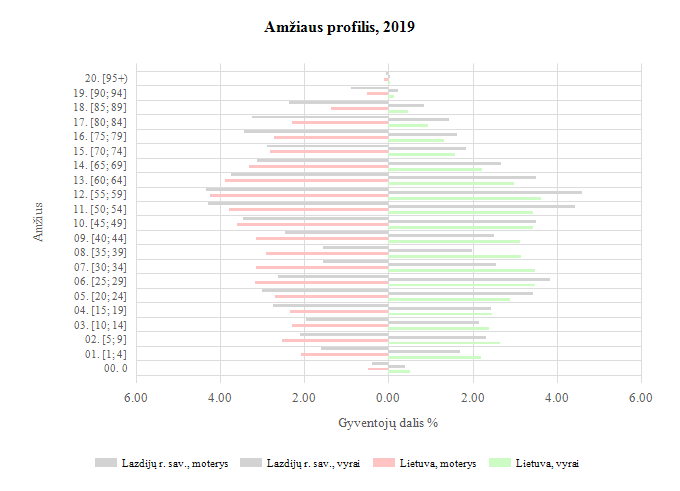 Amžiaus profilis, 2019
20. [95+)
19. [90; 94]
18. [85; 89]
17. [80; 84]
16. [75; 79]
15. [70; 74]
14. [65; 69]
13. [60; 64]
12. [55; 59]
11. [50; 54]
10. [45; 49]
09. [40; 44]
08. [35; 39]
07. [30; 34]
06. [25; 29]
05. [20; 24]
04. [15; 19]
03. [10; 14]
02. [5; 9]
01. [1; 4]
00. 0
Amžius
6.00 4.00 2.00 0.00 2.00 4.00 6.00
Gyventojų dalis %
Lazdijų r. sav., moterys Lazdijų r. sav., vyrai Lietuva, moterys Lietuva, vyrai